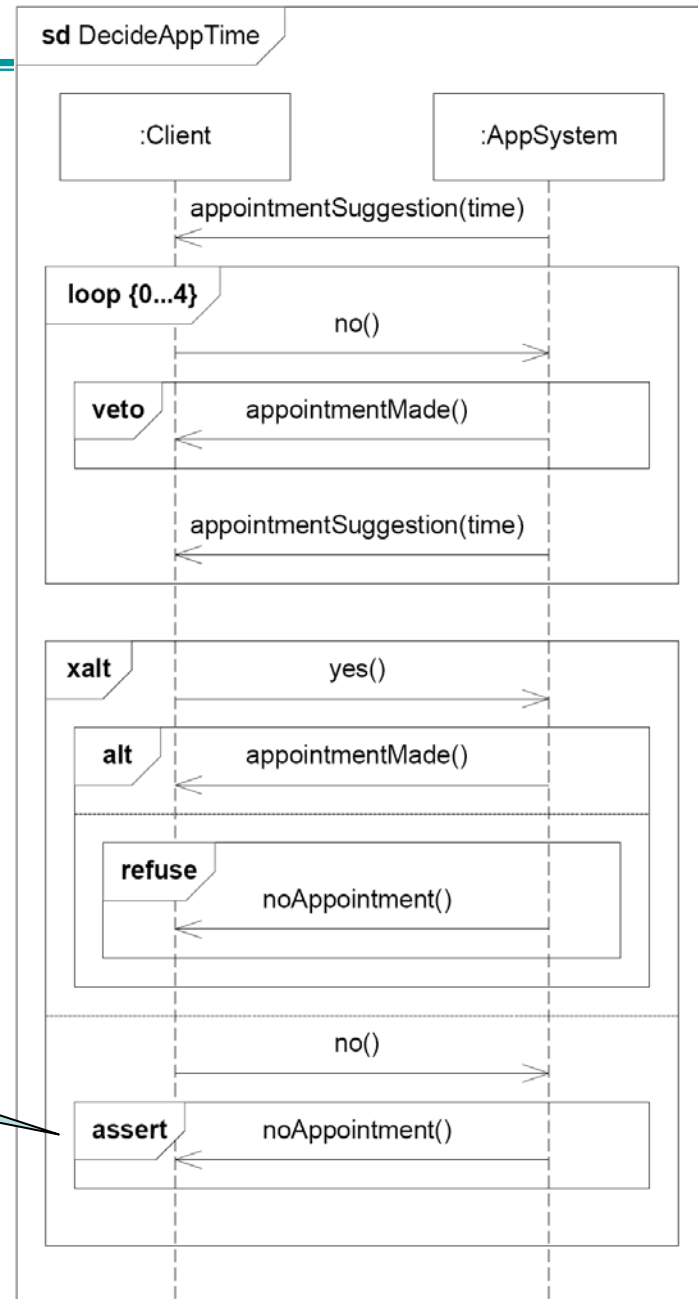 sd DecideAppTime
:Client
:AppSystem
appointmentSuggestion(time)
loop {0...4}
no()
veto
appointmentMade()
appointmentSuggestion(time)
xalt
yes()
alt
appointmentMade()
refuse
noAppointment()
no()
assert
noAppointment()